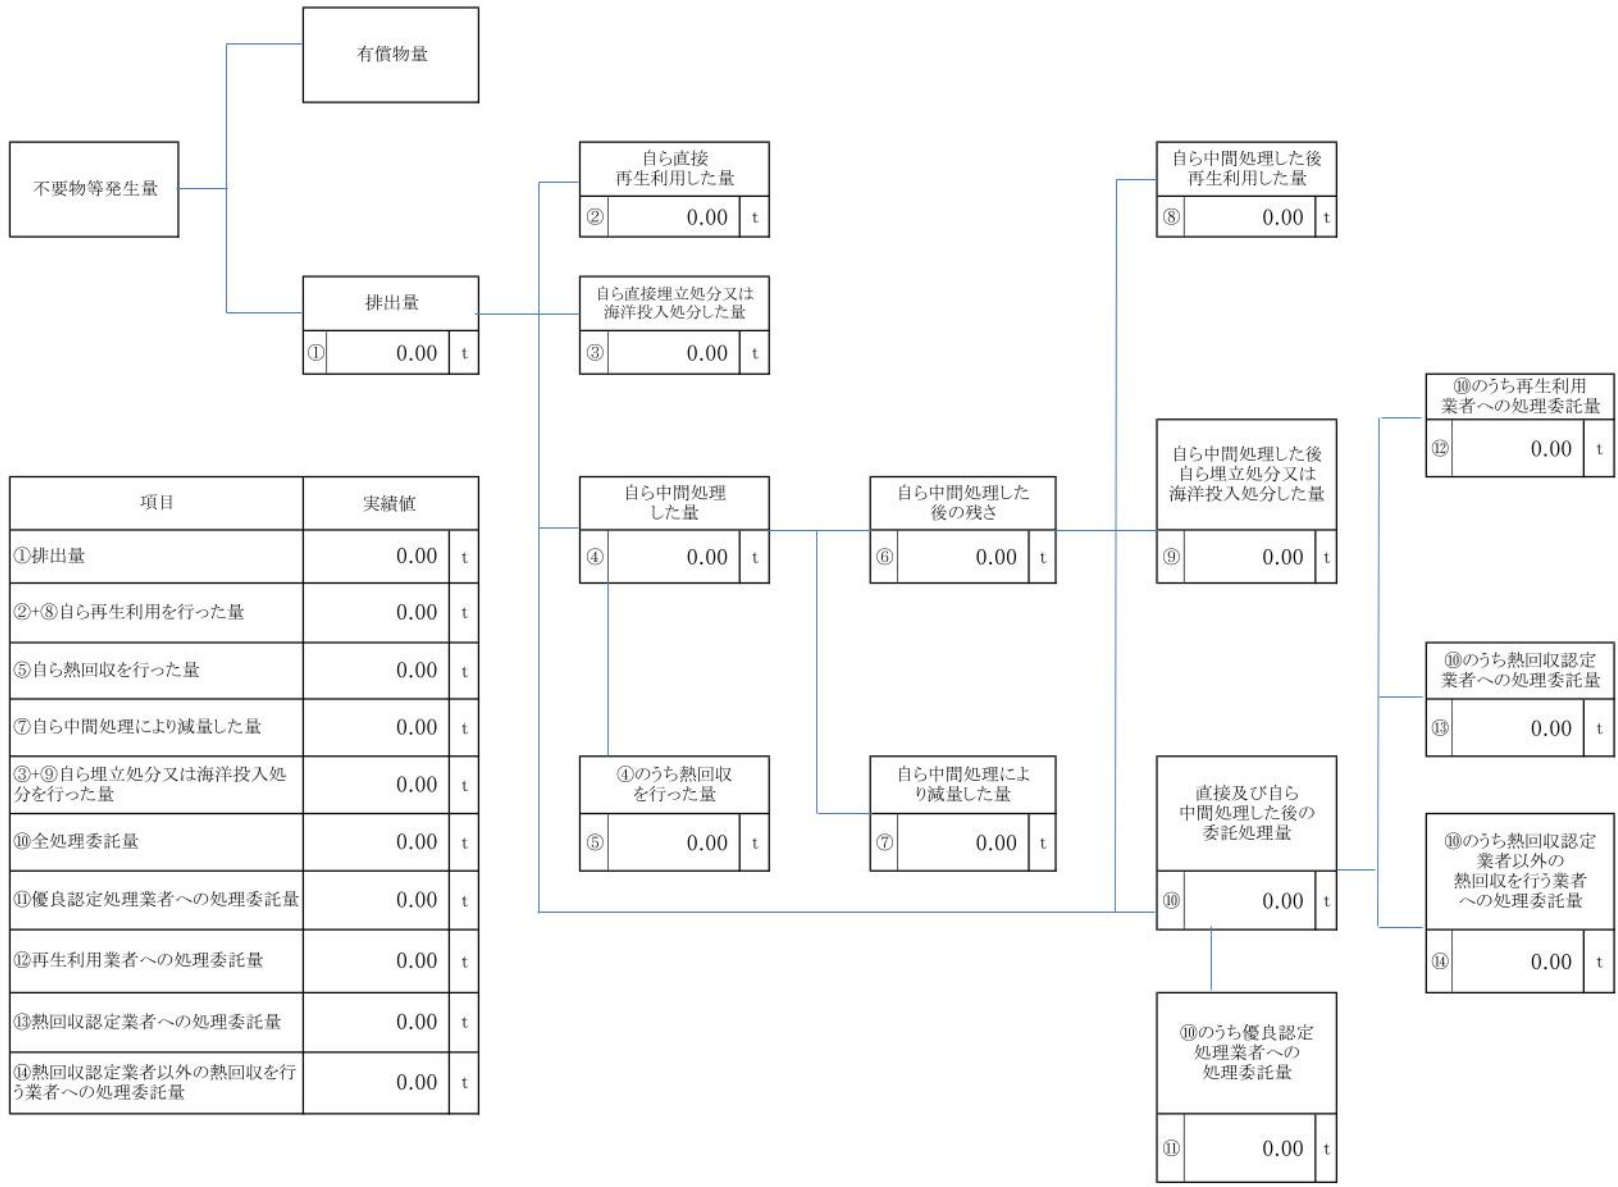 有償物量
不要物等発生量
排出量
① 0.00 t
自ら直接
再生利用した量
② 0.00 t
自ら直接埋立処分又は
海洋投入処分した量
③ 0.00 t
自ら中間処理
した量
④ 0.00 t
④のうち熱回収
を行った量
⑤ 0.00 t
自ら中間処理した
後の残さ
⑥ 0.00 t
自ら中間処理によ
り減量した量
⑦ 0.00 t
自ら中間処理した後
再生利用した量
⑧ 0.00 t
自ら中間処理した後
自ら埋立処分又は
海洋投入処分した量
⑨ 0.00 t
直接及び自ら
中間処理した後の
委託処理量
⑩ 0.00 t
⑩のうち優良認定
処理業者への
処理委託量
⑪ 0.00 t
⑩のうち再生利用
業者への処理委託量
⑫ 0.00 t
⑩のうち熱回収認定
業者への処理委託量
⑬ 0.00 t
⑩のうち熱回収認定
業者以外の
熱回収を行う業者
への処理委託量
⑭ 0.00 t
項目 実績値
①排出量 0.00 t
②+⑧自ら再生利用を行った量 0.00 t
⑤自ら熱回収を行った量 0.00 t
⑦自ら中間処理により減量した量 0.00 t
③+⑨自ら埋立処分又は海洋投入処
分を行った量 0.00 t
⑩全処理委託量 0.00 t
⑪優良認定処理業者への処理委託量 0.00 t
⑫再生利用業者への処理委託量 0.00 t
⑬熱回収認定業者への処理委託量 0.00 t
⑭熱回収認定業者以外の熱回収を行
う業者への処理委託量 0.00 t